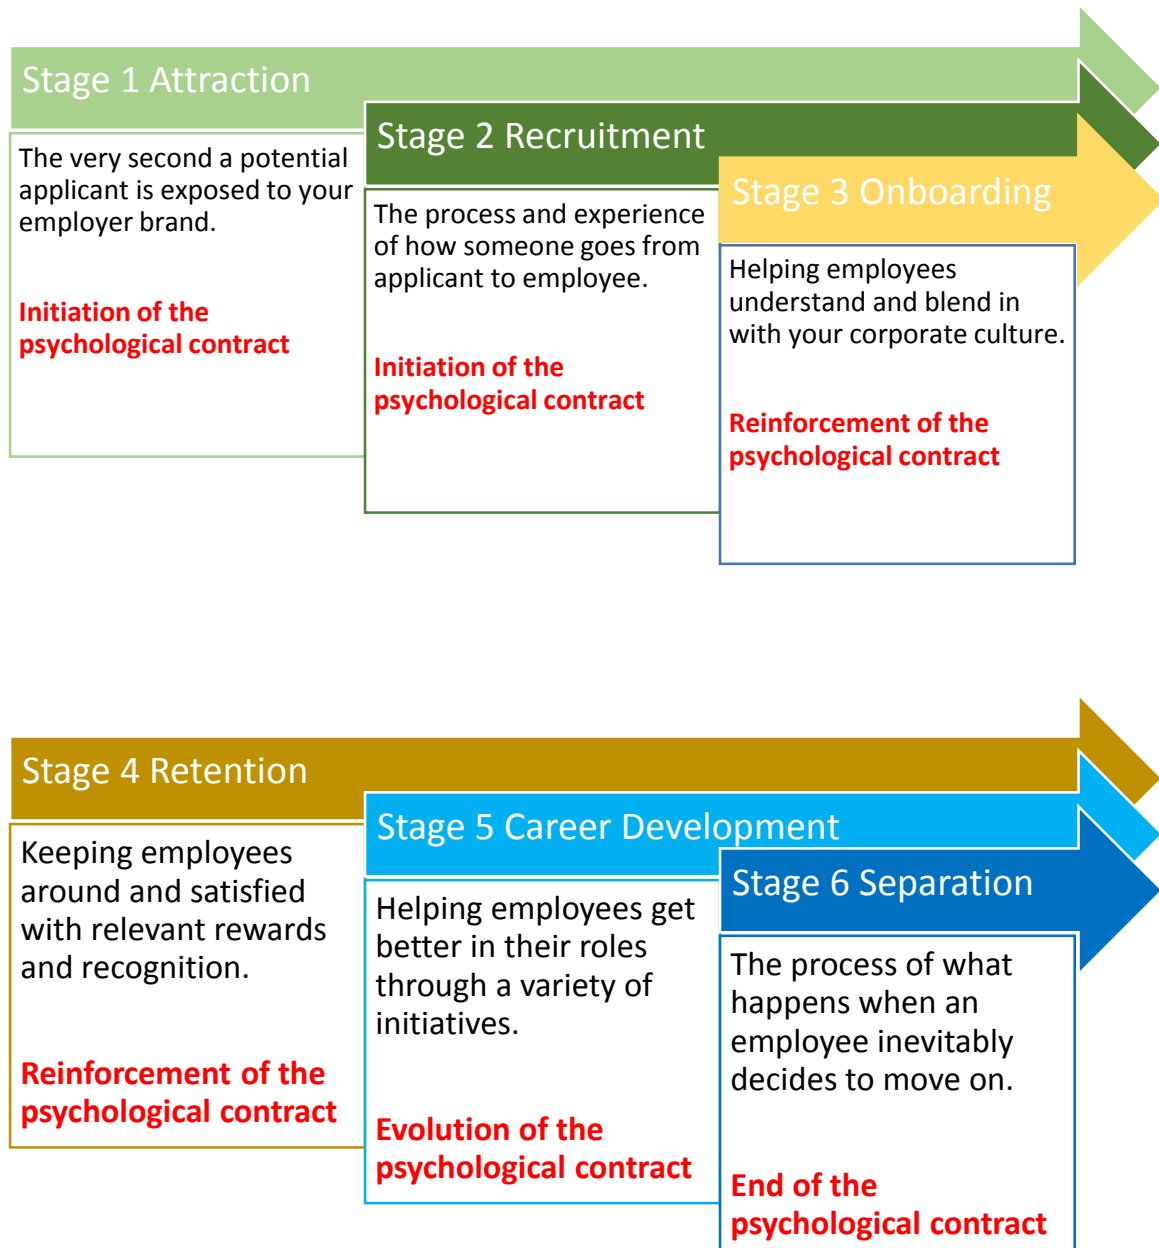 Stage 1 Attraction
The very second a potential
applicant is exposed to your
employer brand.
Initiation of the
psychological contract
Stage 2 Recruitment
The process and experience
of how someone goes from
applicant to employee.
Initiation of the
psychological contract
Stage 3 Onboarding
Helping employees
understand and blend in
with your corporate culture.
Reinforcement of the
psychological contract
Stage 4 Retention
Keeping employees
around and satisfied
with relevant rewards
and recognition.
Reinforcement of the
psychological contract
Stage 5 Career Development
Helping employees get
better in their roles
through a variety of
initiatives.
Evolution of the
psychological contract
Stage 6 Separation
The process of what
happens when an
employee inevitably
decides to move on.
End of the
psychological contract